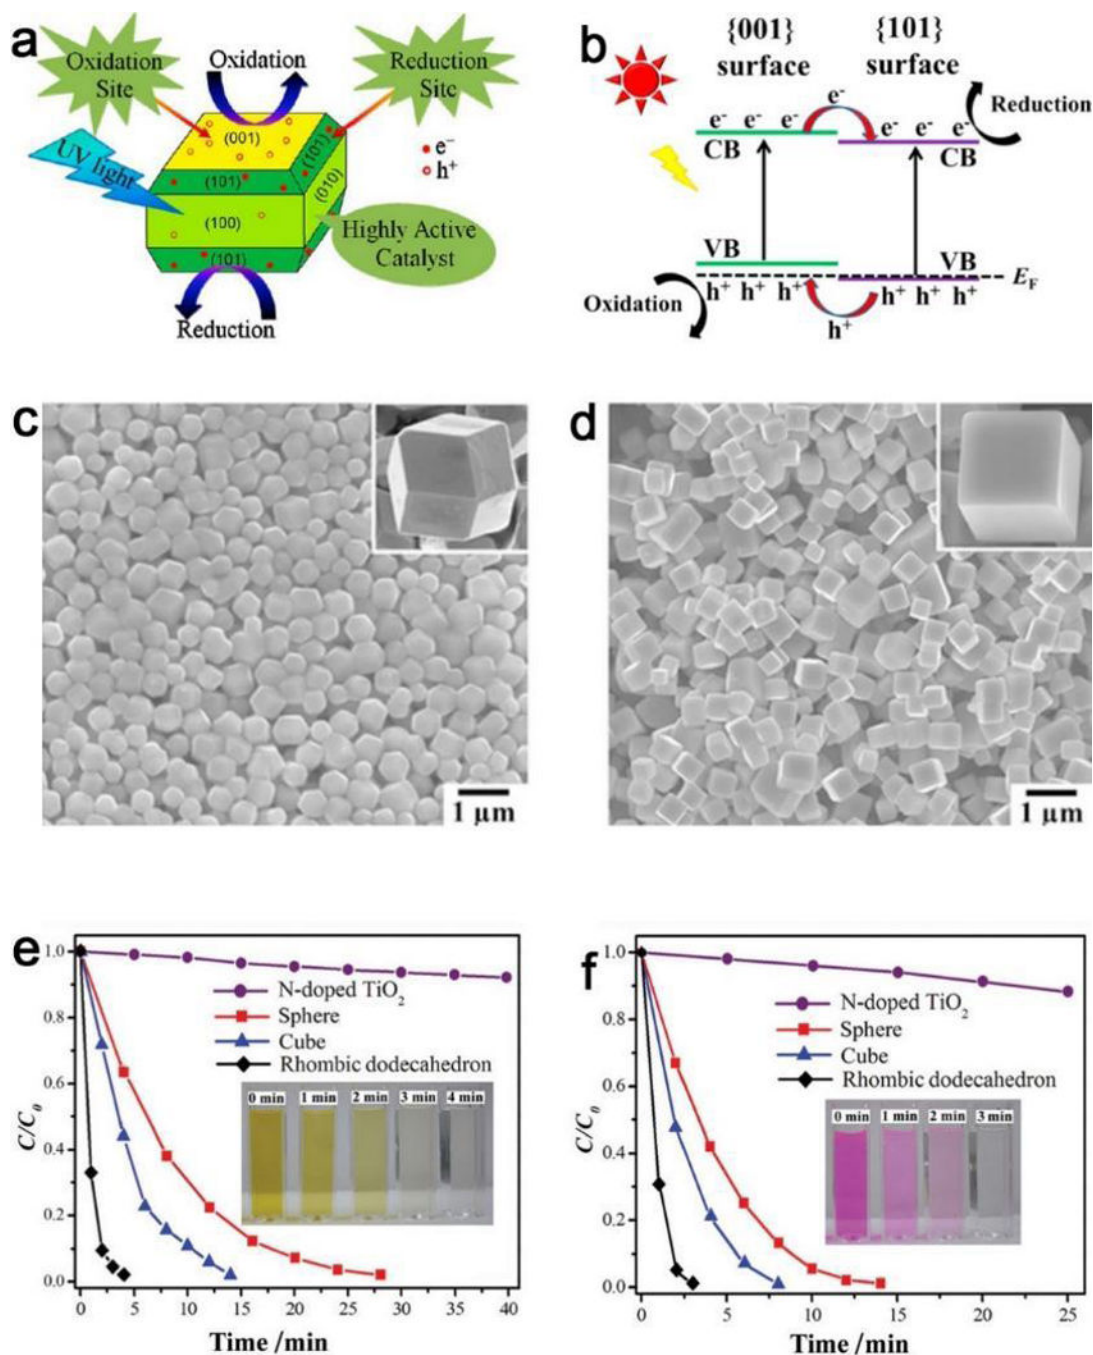 a
Oxidation
Site
Oxidation
Reduction
Site
UV light
(001)
(101)
(101)
(010)
(100)
(101)
e⁻
h⁺
Highly Active
Catalyst
Reduction
b
{001}
surface
{101}
surface
e⁻
e⁻ e⁻ e⁻
e⁻ e⁻ e⁻
Reduction
CB
CB
VB
VB
E_F
Oxidation
h⁺ h⁺ h⁺
h⁺ h⁺ h⁺
h⁺
c
1 μm
d
1 μm
e
C/C₀
1.0
0.8
0.6
0.4
0.2
0.0
N-doped TiO₂
Sphere
Cube
Rhombic dodecahedron
0 min 1 min 2 min 3 min 4 min
0 5 10 15 20 25 30 35 40
Time /min
f
C/C₀
1.0
0.8
0.6
0.4
0.2
0.0
N-doped TiO₂
Sphere
Cube
Rhombic dodecahedron
0 min 1 min 2 min 3 min
0 5 10 15 20 25
Time /min